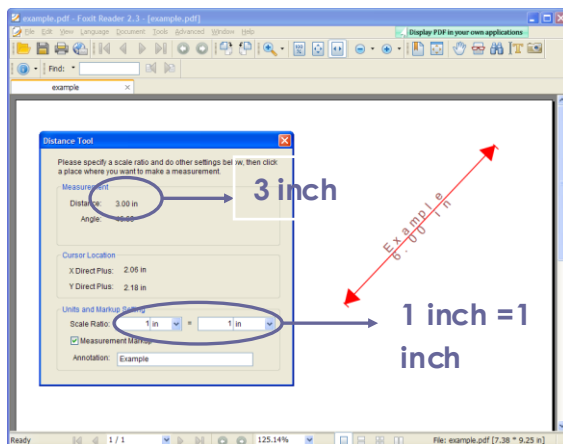 example.pdf - Foxit Reader 2.3 - [example.pdf]
File Edit View Language Document Tools Advanced Window Help
Display PDF in your own applications
Find:
example
Distance Tool
Please specify a scale ratio and do other settings below, then click
a place where you want to make a measurement.
Measurement
Distance: 3.00 in
Angle:
3 inch
Example
6.00 in
Cursor Location
X Direct Plus: 2.06 in
Y Direct Plus: 2.18 in
Units and Markup Setting
Scale Ratio: 1 in = 1 in
Measurement Markup
Annotation: Example
1 inch =1
inch
Ready 1 / 1 125.14% File: example.pdf [7.38 * 9.25 in]